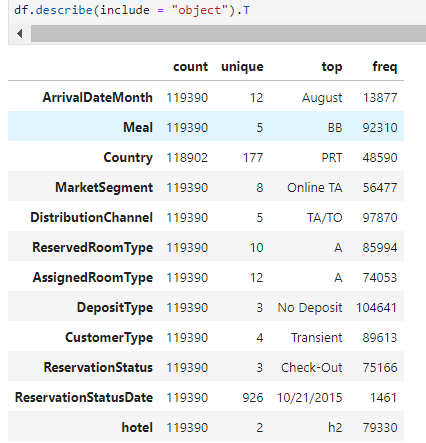 df.describe(include = "object").T
count unique top freq
ArrivalDateMonth 119390 12 August 13877
Meal 119390 5 BB 92310
Country 118902 177 PRT 48590
MarketSegment 119390 8 Online TA 56477
DistributionChannel 119390 5 TA/TO 97870
ReservedRoomType 119390 10 A 85994
AssignedRoomType 119390 12 A 74053
DepositType 119390 3 No Deposit 104641
CustomerType 119390 4 Transient 89613
ReservationStatus 119390 3 Check-Out 75166
ReservationStatusDate 119390 926 10/21/2015 1461
hotel 119390 2 h2 79330